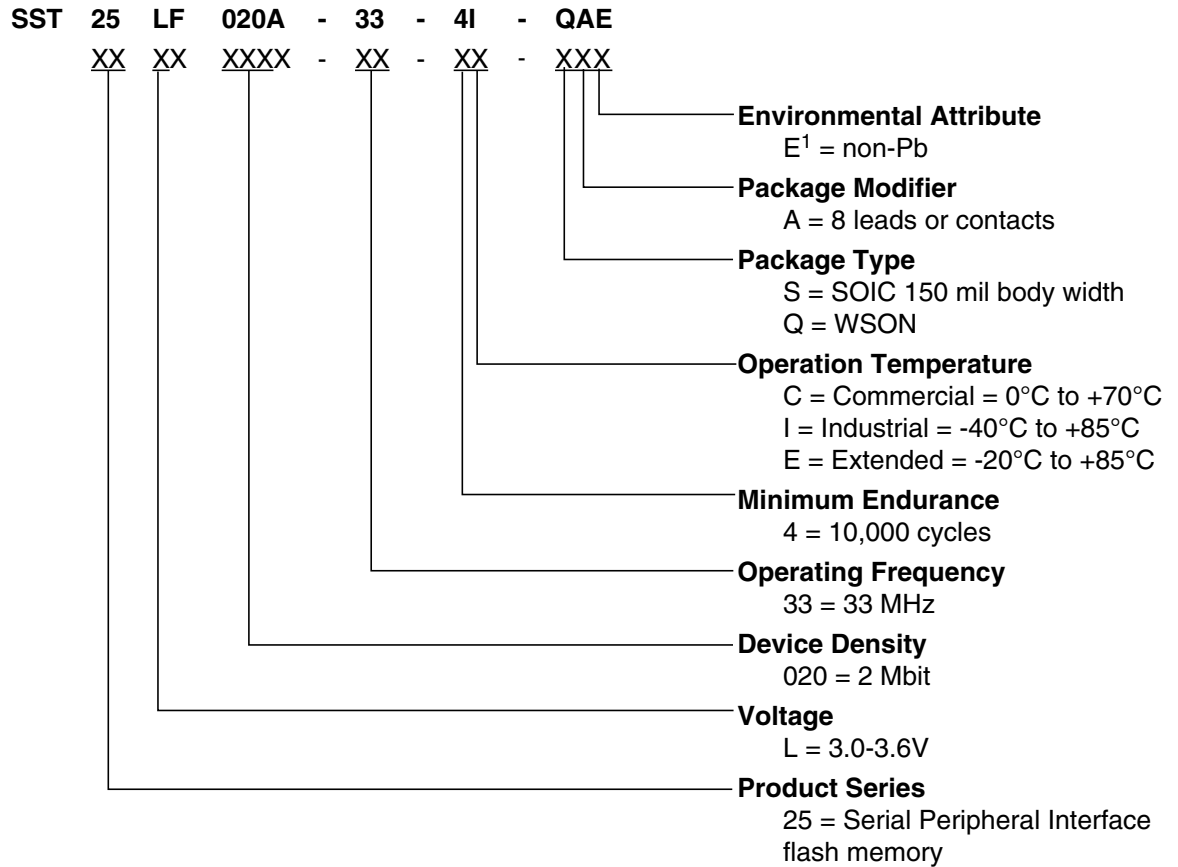 SST 25 LF 020A - 33 - 4I - QAE
XX XX XXXX - XX - XX - XXX
Environmental Attribute
E1 = non-Pb
Package Modifier
A = 8 leads or contacts
Package Type
S = SOIC 150 mil body width
Q = WSON
Operation Temperature
C = Commercial = 0°C to +70°C
I = Industrial = -40°C to +85°C
E = Extended = -20°C to +85°C
Minimum Endurance
4 = 10,000 cycles
Operating Frequency
33 = 33 MHz
Device Density
020 = 2 Mbit
Voltage
L = 3.0-3.6V
Product Series
25 = Serial Peripheral Interface
flash memory